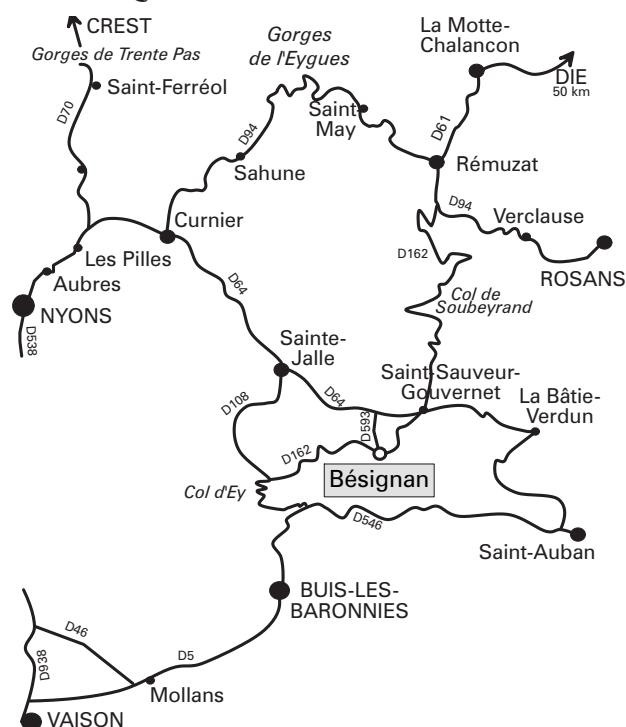 CREST
Gorges de Trente Pas
Saint-Ferréol
D70
Gorges
de l'Eygues
La Motte-
Chalancon
DIE
50 km
Saint-
May
D61
D94
Sahune
Rémuzat
Curnier
D94
Verclause
Les Pilles
Aubres
D162
ROSANS
NYONS
D538
D64
Col de
Soubeyrand
Sainte-
Jalle
Saint-Sauveur-
Gouvernet
La Bâtie-
Verdun
D108
D64
D593
D162
Bésignan
Col d'Ey
D546
Saint-Auban
BUIS-LES-
BARONNIES
D46
D938
D5
Mollans
VAISON